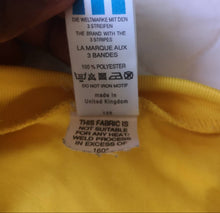 DIE WELTMARKE MIT DEN
3 STREIFEN
THE BRAND WITH THE
3 STRIPES
LA MARQUE AUX
3 BANDES
100 % POLYESTER
DO NOT IRON MOTIF
made in
United Kingdom
THIS FABRIC IS
NOT SUITABLE
FOR ANY HEAT/
WELD PROCESS
IN EXCESS OF
160°